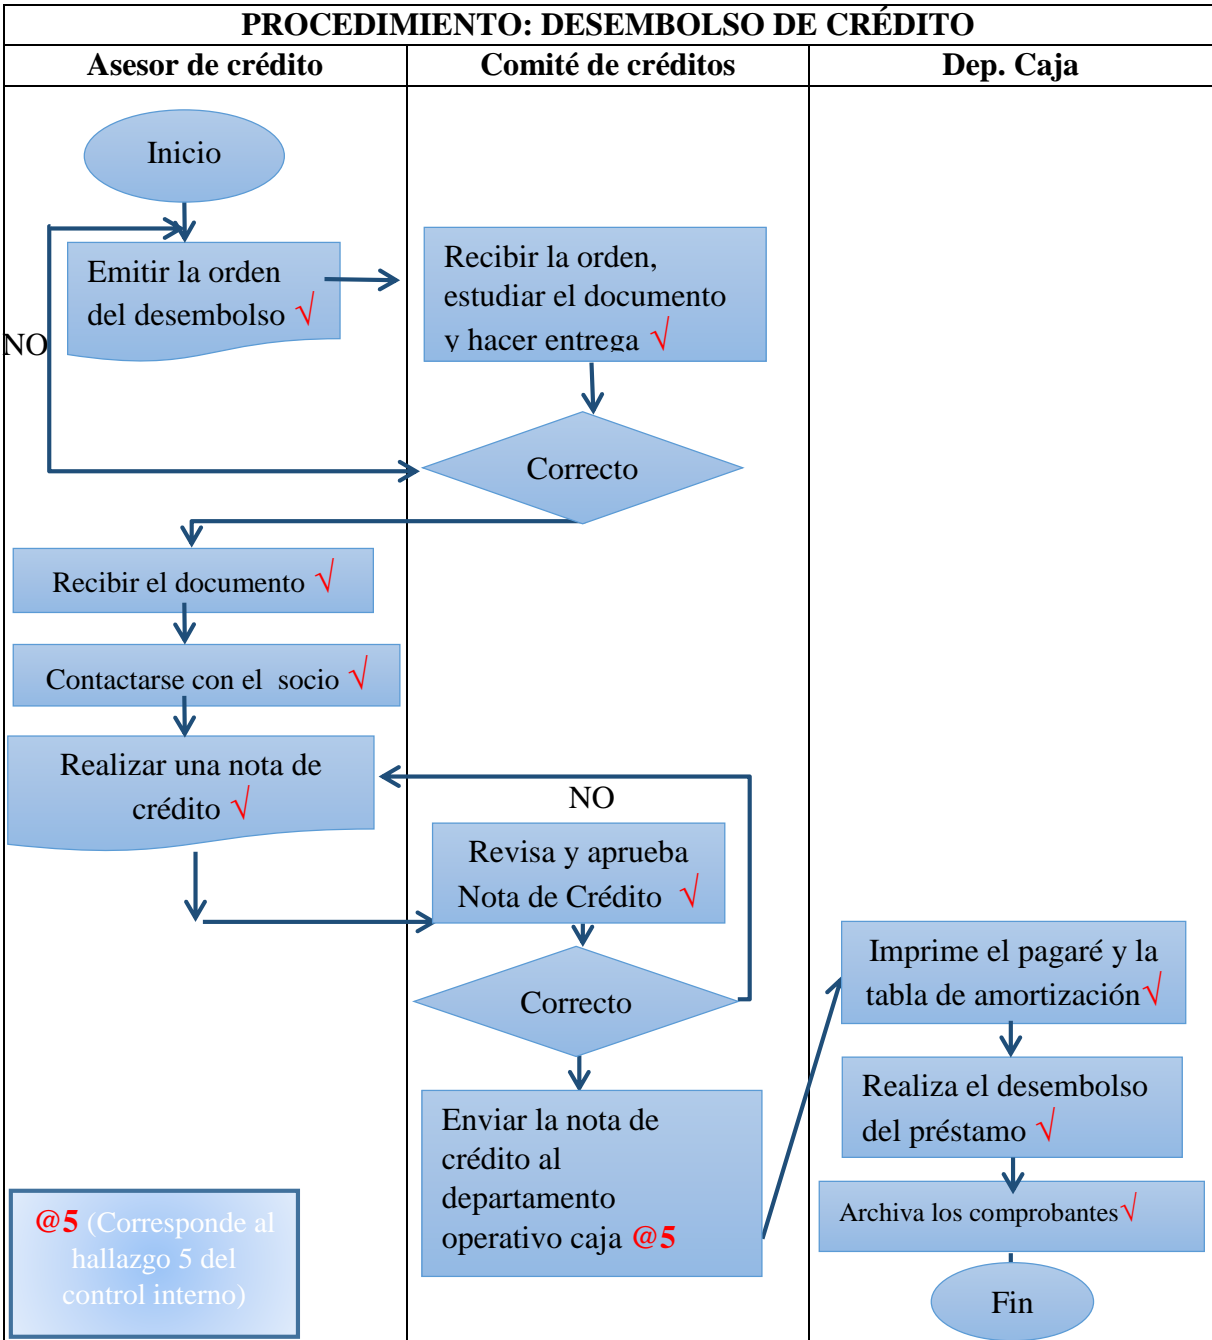 PROCEDIMIENTO: DESEMBOLSO DE CRÉDITO
Asesor de crédito
Comité de créditos
Dep. Caja
Inicio
Emitir la orden
del desembolso √
NO
Recibir la orden,
estudiar el documento
y hacer entrega √
Correcto
Recibir el documento √
Contactarse con el socio √
Realizar una nota de
crédito √
NO
Revisa y aprueba
Nota de Crédito √
Correcto
Enviar la nota de
crédito al
departamento
operativo caja @5
Imprime el pagaré y la
tabla de amortización√
Realiza el desembolso
del préstamo √
Archiva los comprobantes√
Fin
@5 (Corresponde al
hallazgo 5 del
control interno)